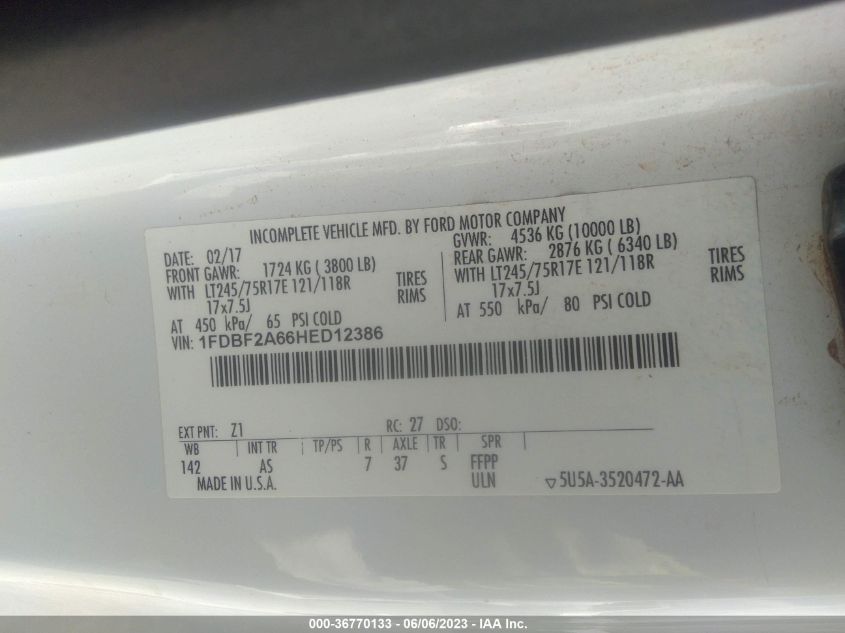 INCOMPLETE VEHICLE MFD. BY FORD MOTOR COMPANY
DATE: 02/17
GVWR: 4536 KG (10000 LB)
FRONT GAWR: 1724 KG ( 3800 LB)
REAR GAWR: 2876 KG ( 6340 LB)
WITH LT245/75R17E 121/118R TIRES
WITH LT245/75R17E 121/118R TIRES
17x7.5J RIMS
17x7.5J RIMS
AT 450 kPa/ 65 PSI COLD
AT 550 kPa/ 80 PSI COLD
VIN: 1FDBF2A66HED12386
EXT PNT: Z1 RC: 27 DSO:
WB INT TR TP/PS R AXLE TR SPR
142 AS 7 37 S FFPP
MADE IN U.S.A. ULN ▽5U5A-3520472-AA
000-36770133 - 06/06/2023 - © IAA Inc.